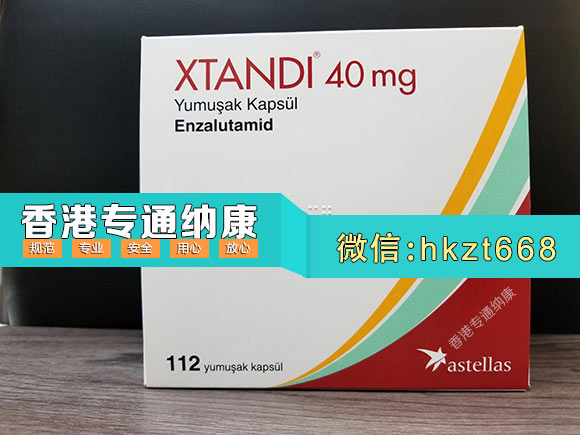 XTANDI® 40 mg
Yumuşak Kapsül
Enzalutamid
香港专通纳康
规范 专业 安全 用心 放心
微信:hkzt668
香港专通纳康
112 yumuşak kapsül
astellas